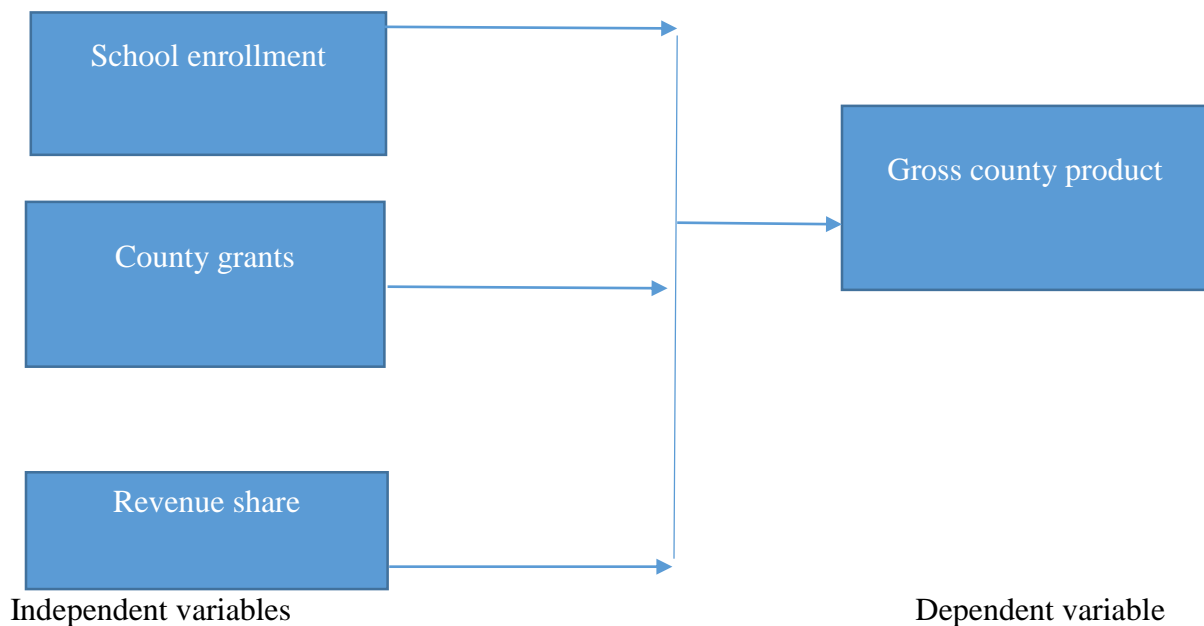 School enrollment
Gross county product
County grants
Revenue share
Independent variables
Dependent variable